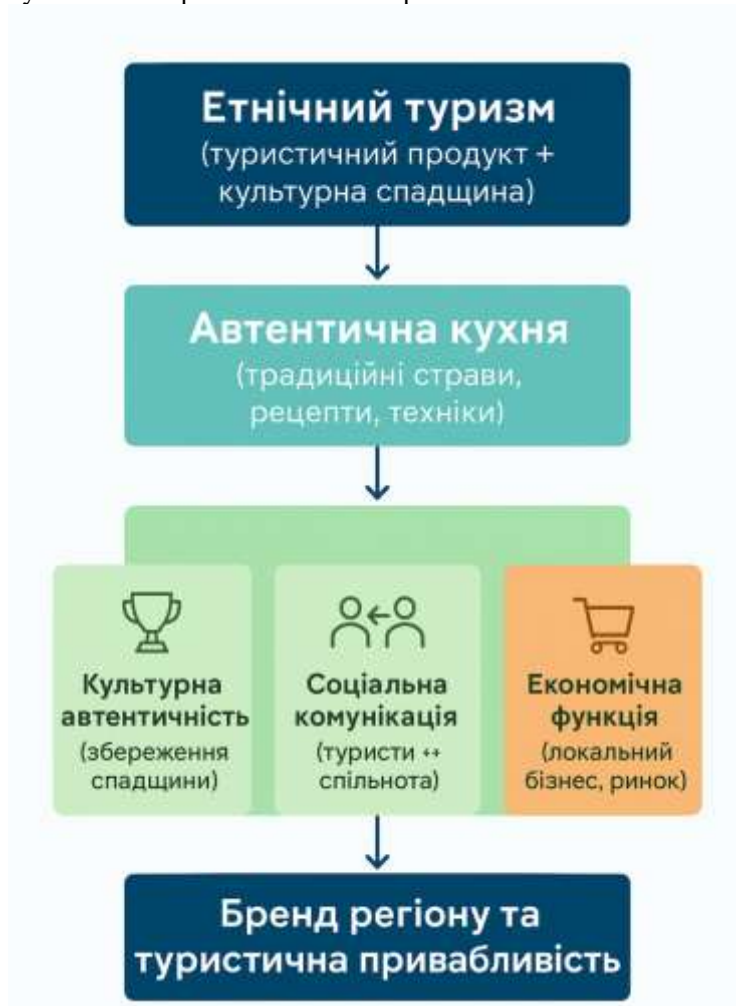 Етнічний туризм
(туристичний продукт +
культурна спадщина)
Автентична кухня
(традиційні страви,
рецепти, техніки)
Культурна
автентичність
(збереження
спадщини)
Соціальна
комунікація
(туристи ↔
спільнота)
Економічна
функція
(локальний
бізнес, ринок)
Бренд регіону та
туристична привабливість